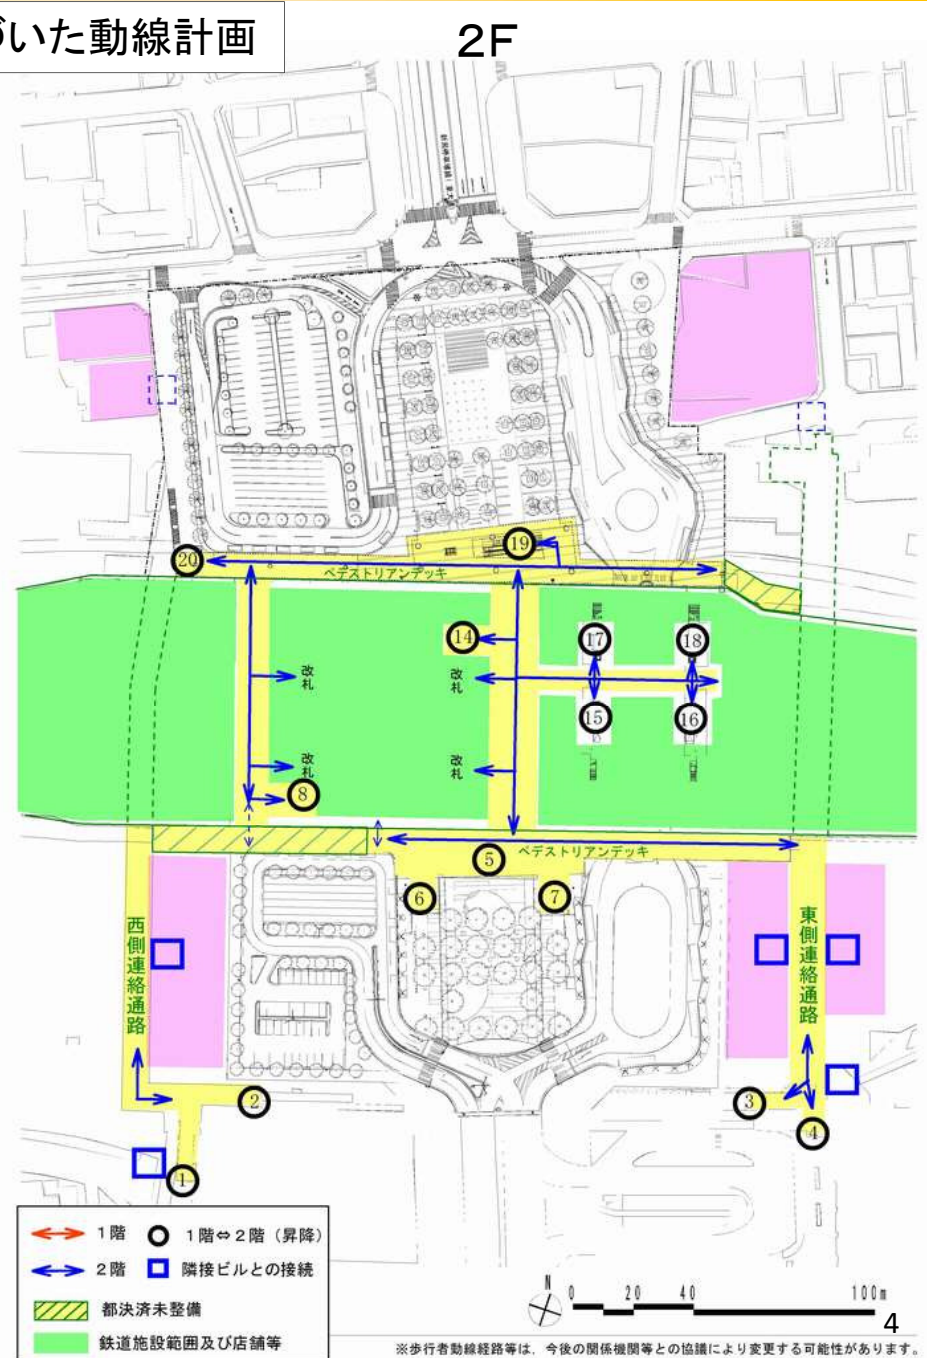 づいた動線計画
2F
⑳
⑲
ペデストリアンデッキ
⑭
⑰
⑱
改札
改札
⑮
⑯
改札
改札
⑧
⑤
ペデストリアンデッキ
⑥
⑦
西側連絡通路
東側連絡通路
②
③
④
①
1階
1階⇔2階（昇降）
2階
隣接ビルとの接続
都決済未整備
鉄道施設範囲及び店舗等
N
0 20 40 100m
4
※歩行者動線経路等は、今後の関係機関等との協議により変更する可能性があります。